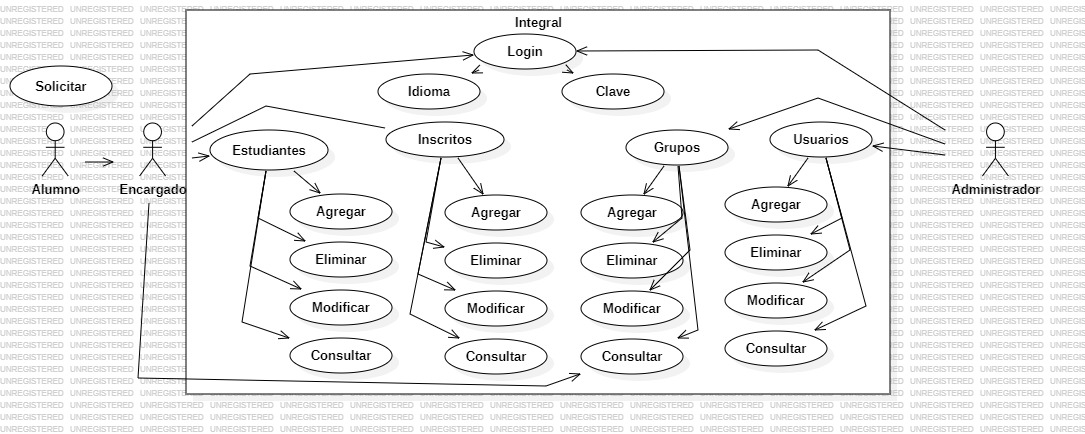 Integral
Login
Idioma
Clave
Solicitar
Alumno
Encargado
Administrador
Estudiantes
Agregar
Eliminar
Modificar
Consultar
Inscritos
Agregar
Eliminar
Modificar
Consultar
Grupos
Agregar
Eliminar
Modificar
Consultar
Usuarios
Agregar
Eliminar
Modificar
Consultar
UNREGISTERED